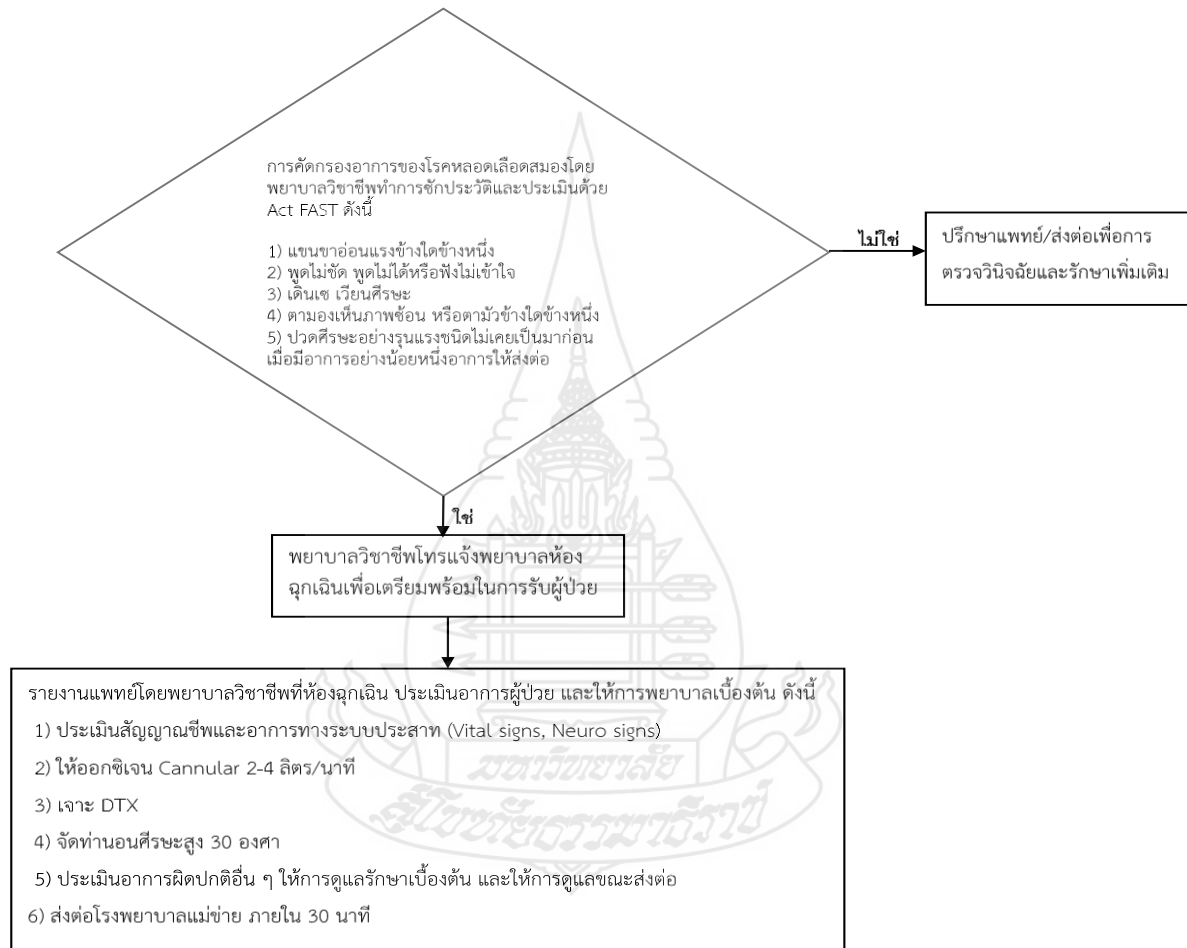 การคัดกรองอาการของโรคหลอดเลือดสมองโดย
พยาบาลวิชาชีพทำการซักประวัติและประเมินด้วย
Act FAST ดังนี้
1) แขนขาอ่อนแรงข้างใดข้างหนึ่ง
2) พูดไม่ชัด พูดไม่ได้หรือฟังไม่เข้าใจ
3) เดินเซ เวียนศีรษะ
4) ตามองเห็นภาพซ้อน หรือตามัวข้างใดข้างหนึ่ง
5) ปวดศีรษะอย่างรุนแรงชนิดไม่เคยเป็นมาก่อน
เมื่อมีอาการอย่างน้อยหนึ่งอาการให้ส่งต่อ
ไม่ใช่
ปรึกษาแพทย์/ส่งต่อเพื่อการ
ตรวจวินิจฉัยและรักษาเพิ่มเติม
ใช่
พยาบาลวิชาชีพโทรแจ้งพยาบาลห้อง
ฉุกเฉินเพื่อเตรียมพร้อมในการรับผู้ป่วย
รายงานแพทย์โดยพยาบาลวิชาชีพที่ห้องฉุกเฉิน ประเมินอาการผู้ป่วย และให้การพยาบาลเบื้องต้น ดังนี้
1) ประเมินสัญญาณชีพและอาการทางระบบประสาท (Vital signs, Neuro signs)
2) ให้ออกซิเจน Cannular 2-4 ลิตร/นาที
3) เจาะ DTX
4) จัดท่านอนศีรษะสูง 30 องศา
5) ประเมินอาการผิดปกติอื่น ๆ ให้การดูแลรักษาเบื้องต้น และให้การดูแลขณะส่งต่อ
6) ส่งต่อโรงพยาบาลแม่ข่าย ภายใน 30 นาที
มหาวิทยาลัย
สุโขทัยธรรมาธิราช